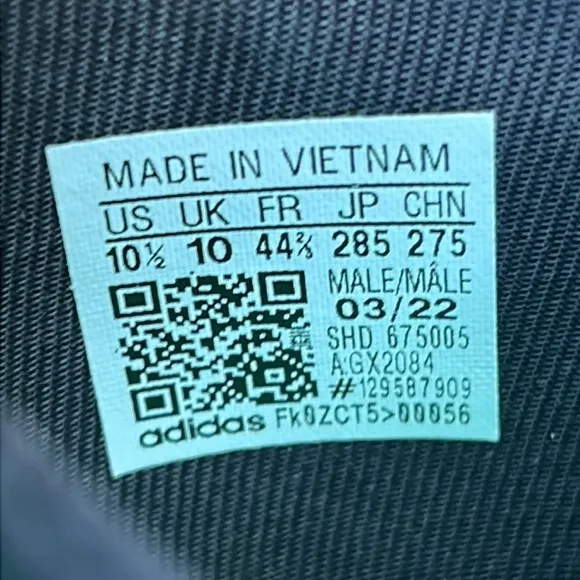 MADE IN VIETNAM
US UK FR JP CHN
10½ 10 44⅔ 285 275
MALE/MÂLE
03/22
SHD 675005
A:GX2084
#129587909
adidas FK0ZCT5>00056